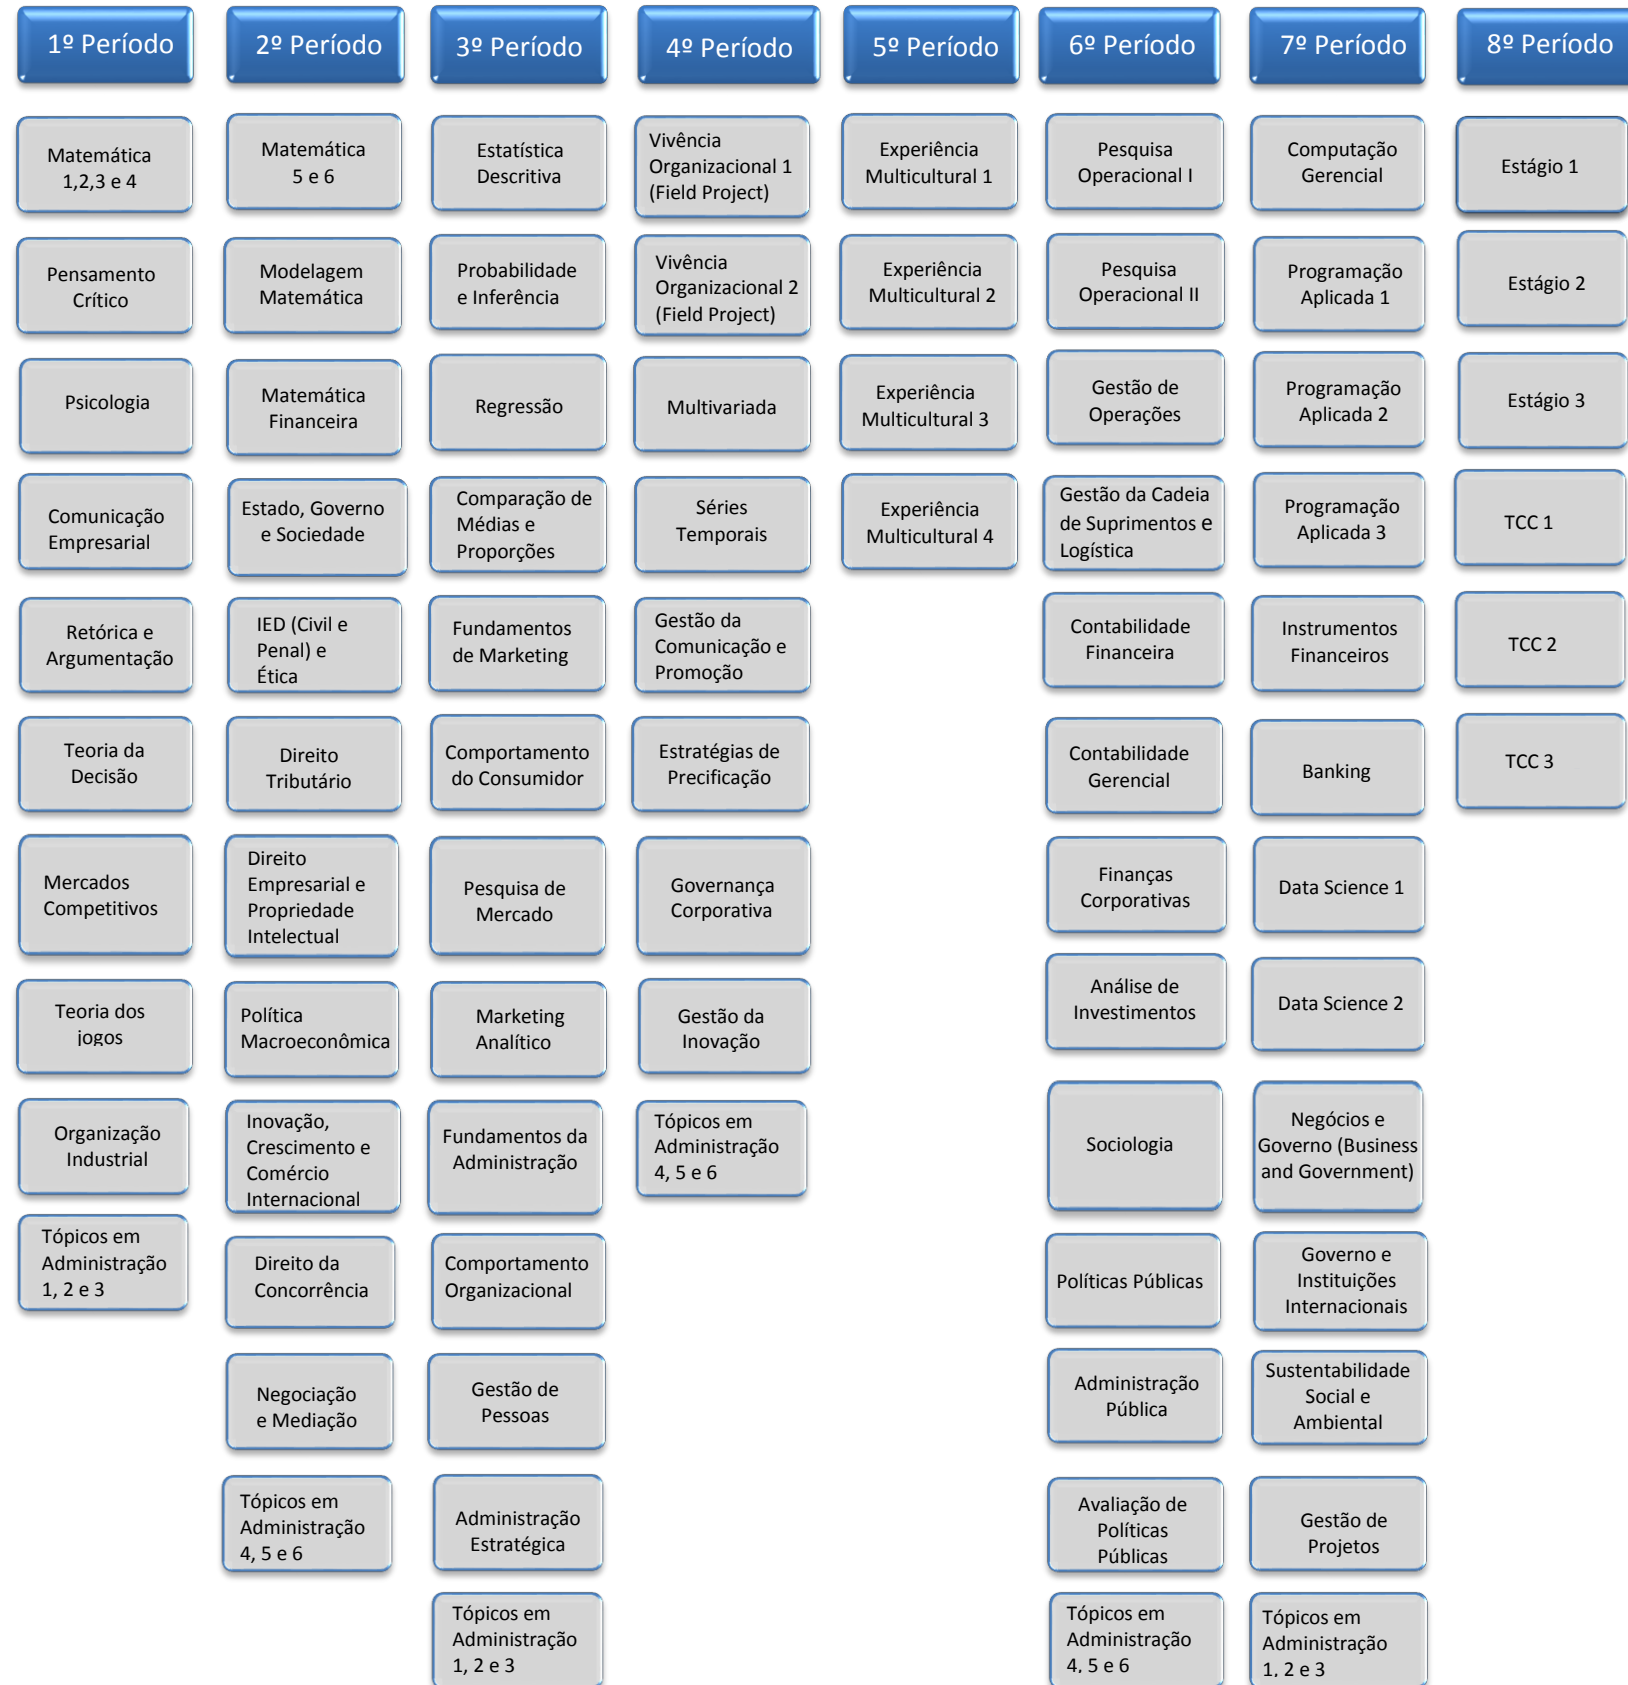 1º Período
2º Período
3º Período
4º Período
5º Período
6º Período
7º Período
8º Período
Matemática
1,2,3 e 4
Pensamento
Crítico
Psicologia
Comunicação
Empresarial
Retórica e
Argumentação
Teoria da
Decisão
Mercados
Competitivos
Teoria dos
jogos
Organização
Industrial
Tópicos em
Administração
1, 2 e 3
Matemática
5 e 6
Modelagem
Matemática
Matemática
Financeira
Estado, Governo
e Sociedade
IED (Civil e
Penal) e
Ética
Direito
Tributário
Direito
Empresarial e
Propriedade
Intelectual
Política
Macroeconômica
Inovação,
Crescimento e
Comércio
Internacional
Direito da
Concorrência
Negociação
e Mediação
Tópicos em
Administração
4, 5 e 6
Estatística
Descritiva
Probabilidade
e Inferência
Regressão
Comparação de
Médias e
Proporções
Fundamentos
de Marketing
Comportamento
do Consumidor
Pesquisa de
Mercado
Marketing
Analítico
Fundamentos da
Administração
Comportamento
Organizacional
Gestão de
Pessoas
Administração
Estratégica
Tópicos em
Administração
1, 2 e 3
Vivência
Organizacional 1
(Field Project)
Vivência
Organizacional 2
(Field Project)
Multivariada
Séries
Temporais
Gestão da
Comunicação e
Promoção
Estratégias de
Precificação
Governança
Corporativa
Gestão da
Inovação
Tópicos em
Administração
4, 5 e 6
Experiência
Multicultural 1
Experiência
Multicultural 2
Experiência
Multicultural 3
Experiência
Multicultural 4
Pesquisa
Operacional I
Pesquisa
Operacional II
Gestão de
Operações
Gestão da Cadeia
de Suprimentos e
Logística
Contabilidade
Financeira
Contabilidade
Gerencial
Finanças
Corporativas
Análise de
Investimentos
Sociologia
Políticas Públicas
Administração
Pública
Avaliação de
Políticas
Públicas
Tópicos em
Administração
4, 5 e 6
Computação
Gerencial
Programação
Aplicada 1
Programação
Aplicada 2
Programação
Aplicada 3
Instrumentos
Financeiros
Banking
Data Science 1
Data Science 2
Negócios e
Governo (Business
and Government)
Governo e
Instituições
Internacionais
Sustentabilidade
Social e
Ambiental
Gestão de
Projetos
Tópicos em
Administração
1, 2 e 3
Estágio 1
Estágio 2
Estágio 3
TCC 1
TCC 2
TCC 3